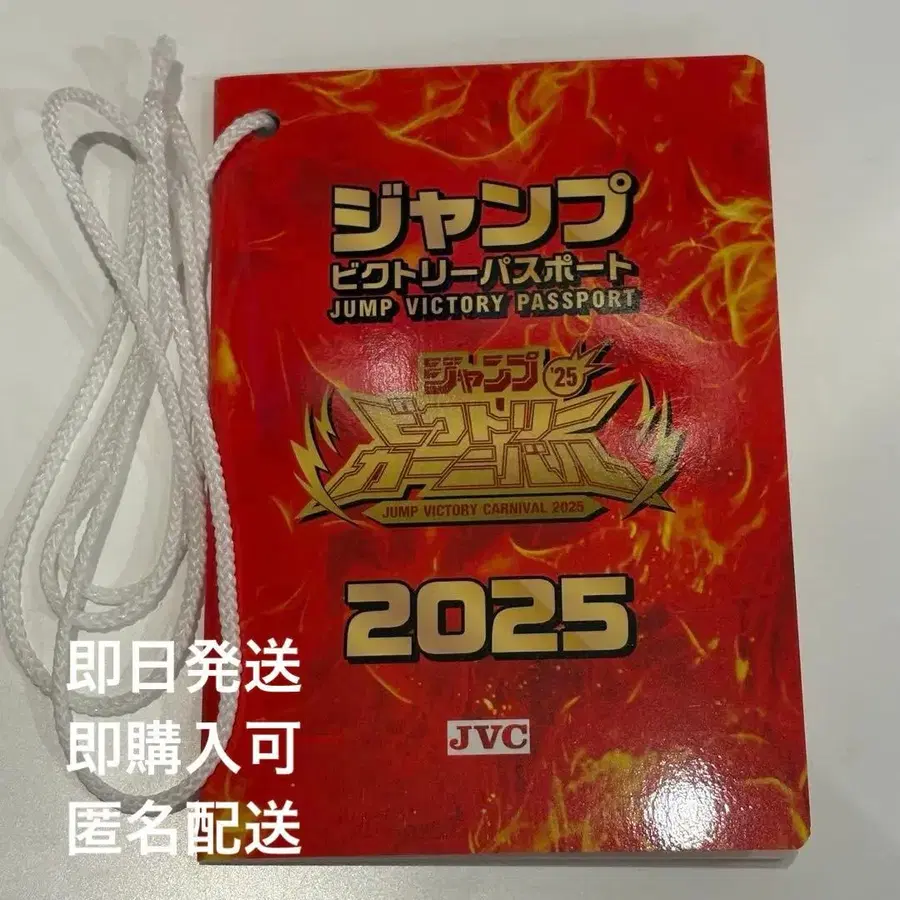 ジャンプ
ビクトリーパスポート
JUMP VICTORY PASSPORT
ジャンプ '25
ビクトリー
カーニバル
JUMP VICTORY CARNIVAL 2025
2025
JVC
即日発送
即購入可
匿名配送